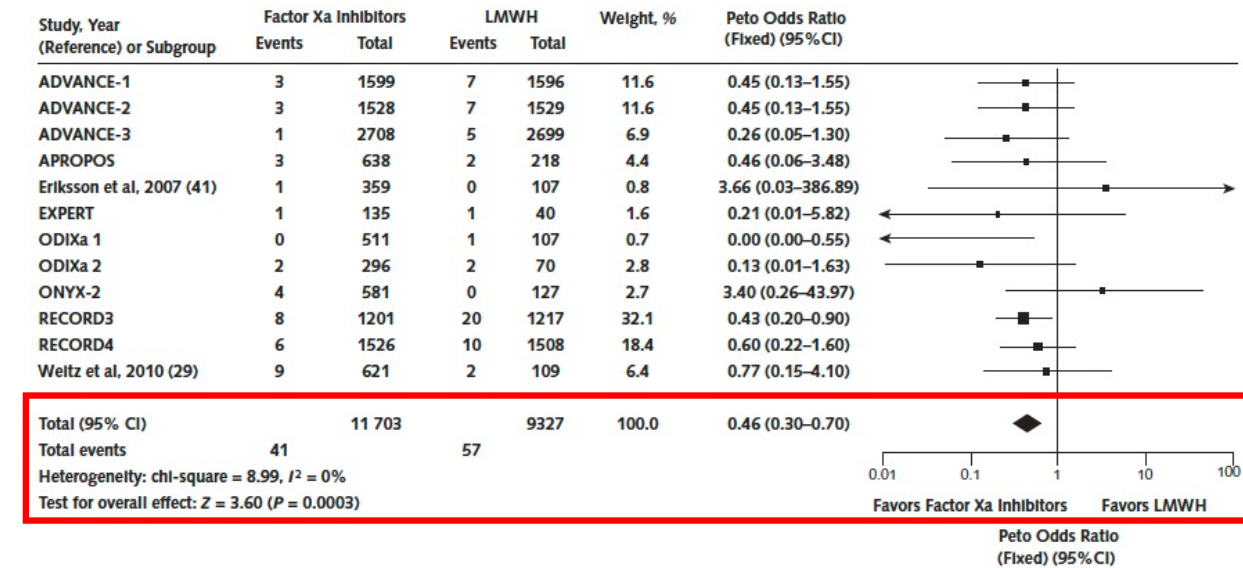 Study, Year (Reference) or Subgroup Factor Xa Inhibitors LMWH Weight, % Peto Odds Ratio (Fixed) (95%CI)
Events Total Events Total
ADVANCE-1 3 1599 7 1596 11.6 0.45 (0.13–1.55)
ADVANCE-2 3 1528 7 1529 11.6 0.45 (0.13–1.55)
ADVANCE-3 1 2708 5 2699 6.9 0.26 (0.05–1.30)
APROPOS 3 638 2 218 4.4 0.46 (0.06–3.48)
Eriksson et al, 2007 (41) 1 359 0 107 0.8 3.66 (0.03–386.89)
EXPERT 1 135 1 40 1.6 0.21 (0.01–5.82)
ODIXa 1 0 511 1 107 0.7 0.00 (0.00–0.55)
ODIXa 2 2 296 2 70 2.8 0.13 (0.01–1.63)
ONYX-2 4 581 0 127 2.7 3.40 (0.26–43.97)
RECORD3 8 1201 20 1217 32.1 0.43 (0.20–0.90)
RECORD4 6 1526 10 1508 18.4 0.60 (0.22–1.60)
Weitz et al, 2010 (29) 9 621 2 109 6.4 0.77 (0.15–4.10)
Total (95% CI) 11 703 9327 100.0 0.46 (0.30–0.70)
Total events 41 57
Heterogeneity: chi-square = 8.99, I² = 0%
Test for overall effect: Z = 3.60 (P = 0.0003)
0.01 0.1 1 10 100
Favors Factor Xa Inhibitors Favors LMWH
Peto Odds Ratio
(Fixed) (95%CI)